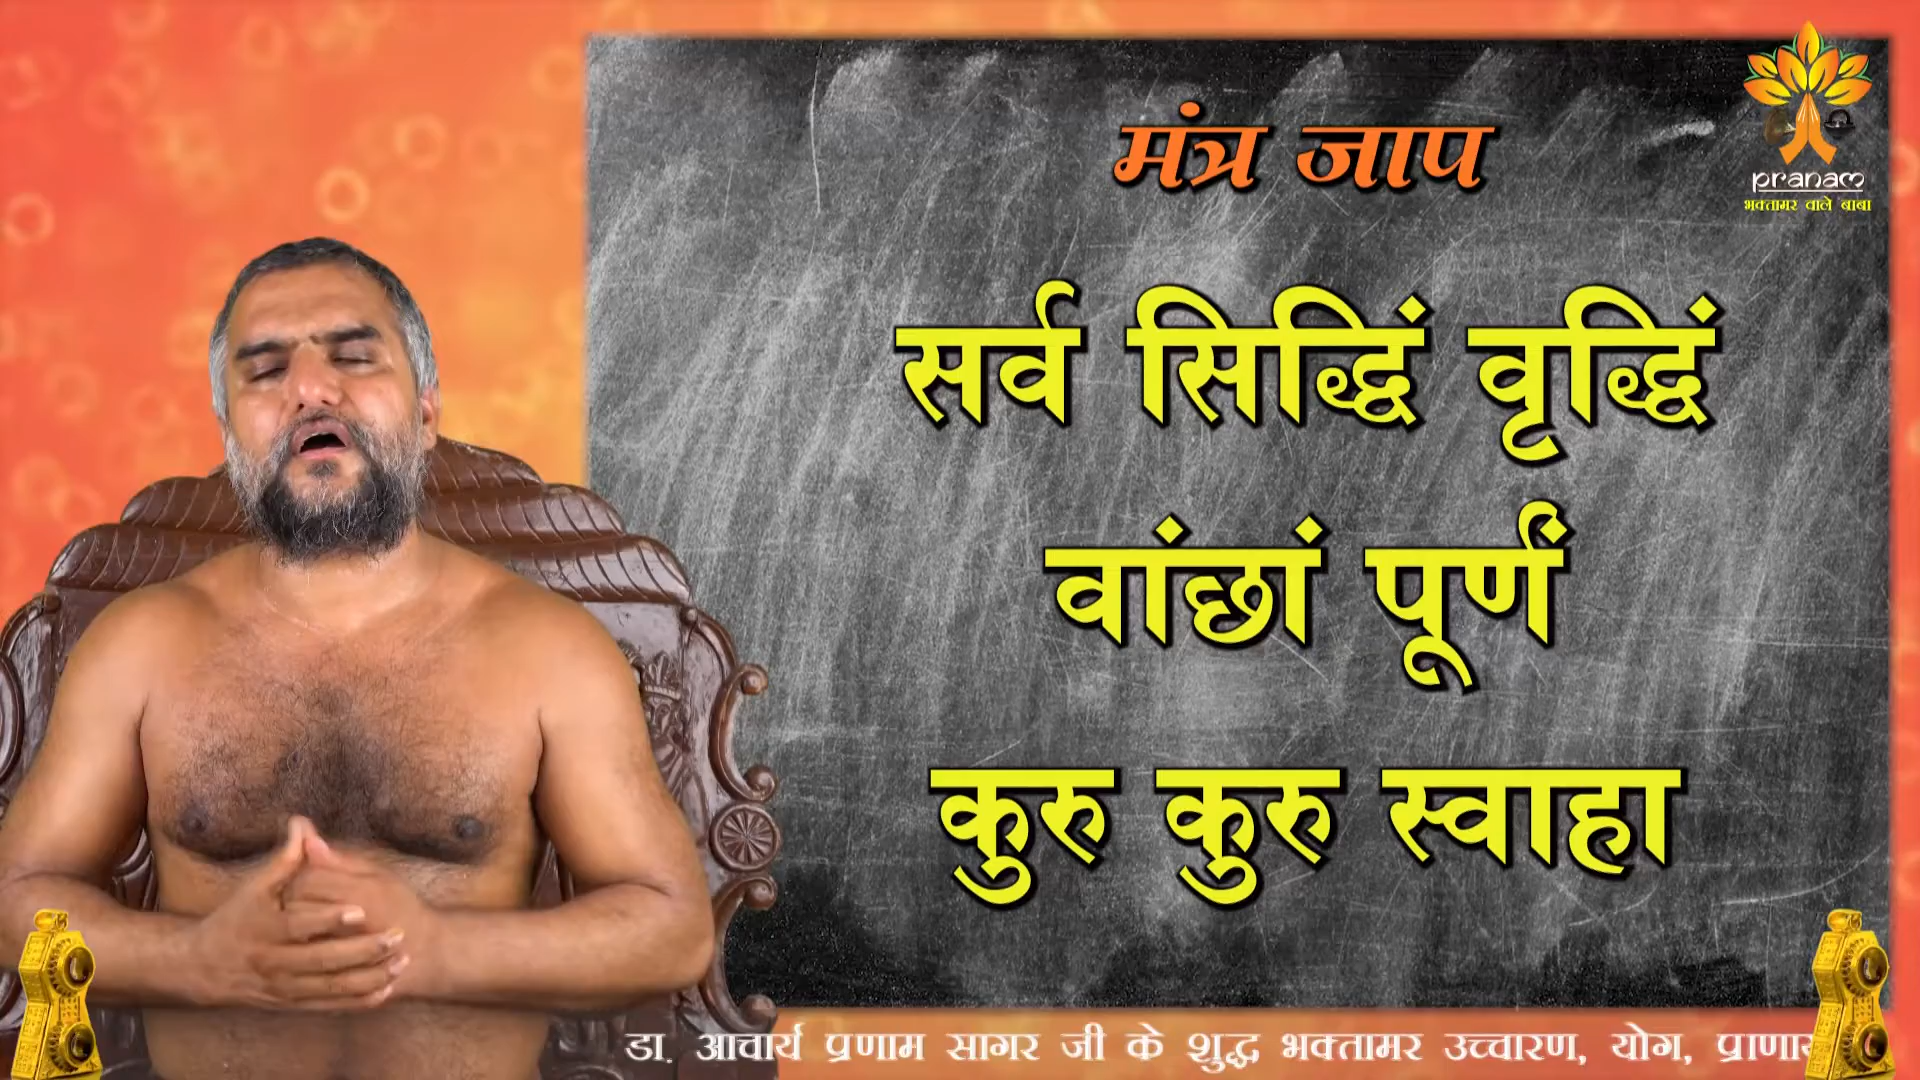 मंत्र जाप
pranam
भक्तामर वाले बाबा
सर्व सिद्धिं वृद्धिं
वांछां पूर्णं
कुरु कुरु स्वाहा
डा. आचार्य प्रणाम सागर जी के शुद्ध भक्तामर उच्चारण, योग,